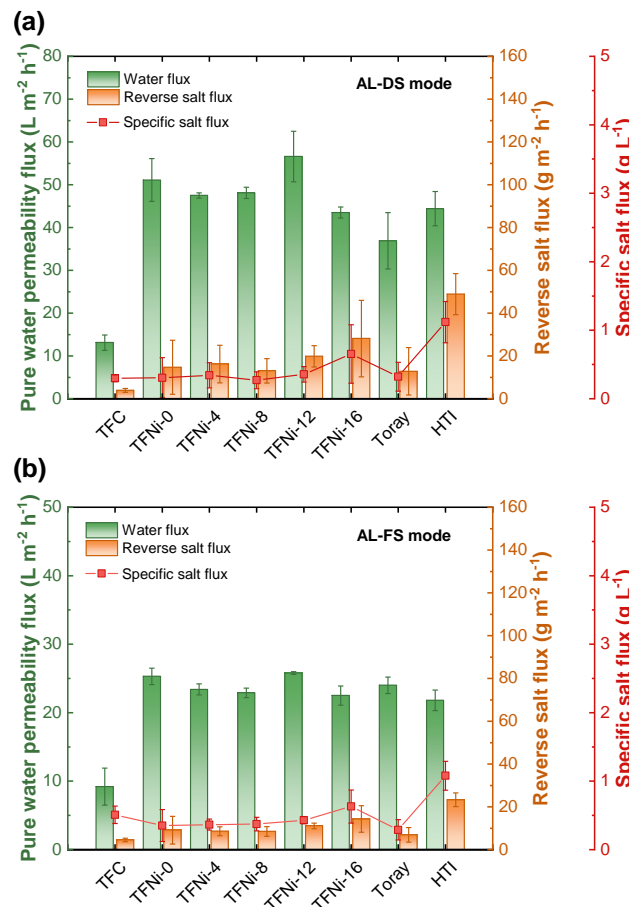 (a)
Pure water permeability flux (L m⁻² h⁻¹)
80
70
60
50
40
30
20
10
0
Water flux
Reverse salt flux
Specific salt flux
AL-DS mode
160
140
120
100
80
60
40
20
0
Reverse salt flux (g m⁻² h⁻¹)
5
4
3
2
1
0
Specific salt flux (g L⁻¹)
TFC
TFNi-0
TFNi-4
TFNi-8
TFNi-12
TFNi-16
Toray
HTI
(b)
Pure water permeability flux (L m⁻² h⁻¹)
50
40
30
20
10
0
Water flux
Reverse salt flux
Specific salt flux
AL-FS mode
160
140
120
100
80
60
40
20
0
Reverse salt flux (g m⁻² h⁻¹)
5
4
3
2
1
0
Specific salt flux (g L⁻¹)
TFC
TFNi-0
TFNi-4
TFNi-8
TFNi-12
TFNi-16
Toray
HTI